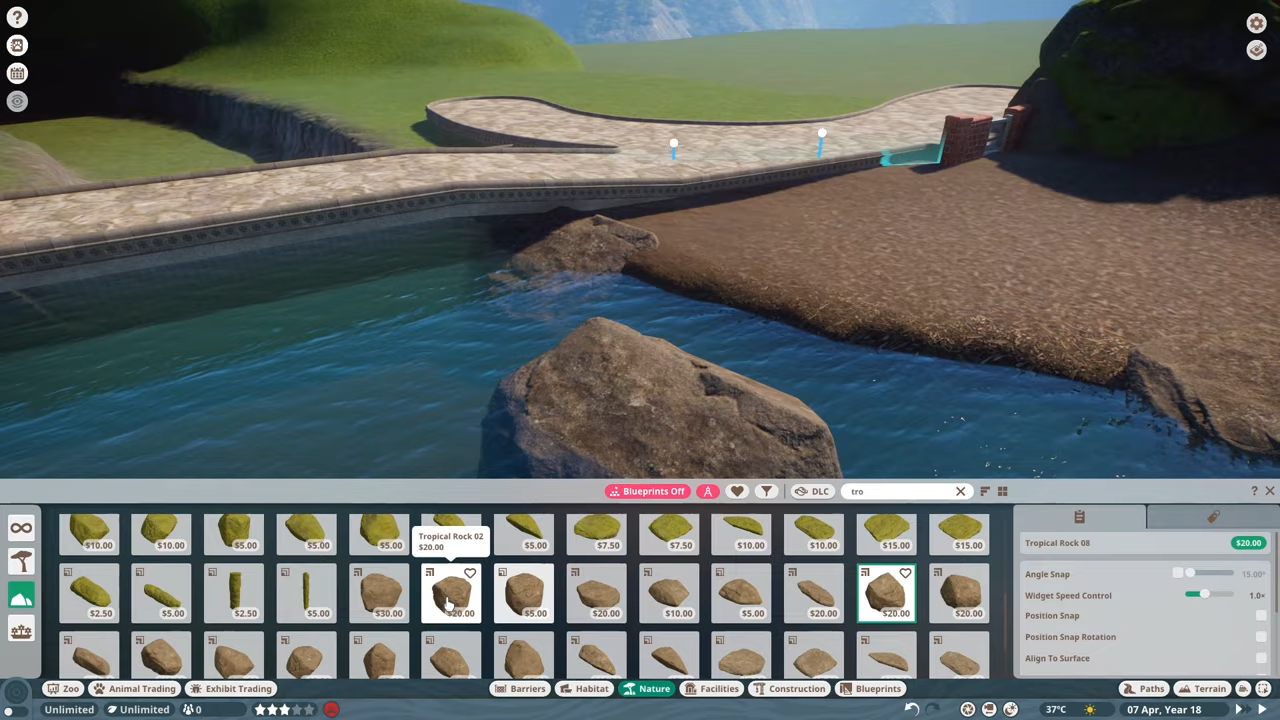 Blueprints Off
DLC
tro
?
$10.00 $10.00 $5.00 $5.00 $5.00 $5.00 $7.50 $7.50 $10.00 $10.00 $15.00 $15.00
Tropical Rock 02
$20.00
$2.50 $5.00 $2.50 $5.00 $30.00 $20.00 $5.00 $20.00 $10.00 $5.00 $20.00 $20.00 $20.00
Tropical Rock 08 $20.00
Angle Snap 15.00°
Widget Speed Control 1.0×
Position Snap
Position Snap Rotation
Align To Surface
Zoo Animal Trading Exhibit Trading Barriers Habitat Nature Facilities Construction Blueprints Paths Terrain
Unlimited Unlimited 0 37°C 07 Apr, Year 18